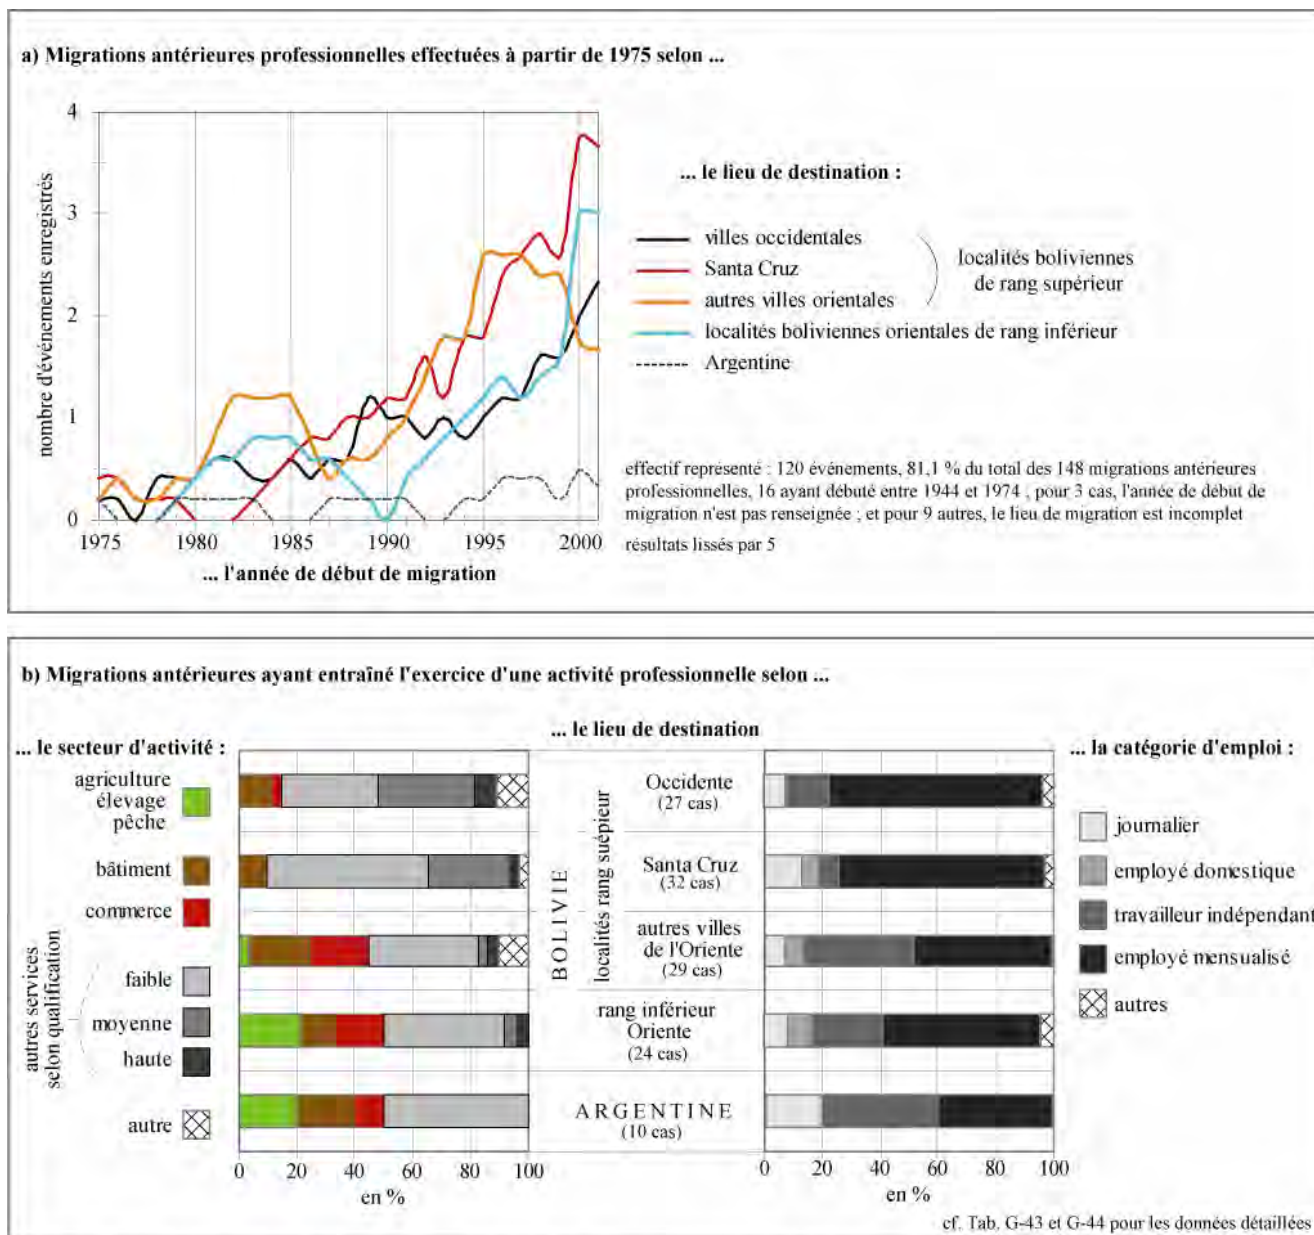 a) Migrations antérieures professionnelles effectuées à partir de 1975 selon ...
nombre d'événements enregistrés
4
3
2
1
0
1975 1980 1985 1990 1995 2000
... l'année de début de migration
... le lieu de destination :
villes occidentales
Santa Cruz
autres villes orientales
localités boliviennes
de rang supérieur
localités boliviennes orientales de rang inférieur
Argentine
effectif représenté : 120 événements, 81,1 % du total des 148 migrations antérieures
professionnelles, 16 ayant débuté entre 1944 et 1974 ; pour 3 cas, l'année de début de
migration n'est pas renseignée ; et pour 9 autres, le lieu de migration est incomplet
résultats lissés par 5
b) Migrations antérieures ayant entraîné l'exercice d'une activité professionnelle selon ...
... le secteur d'activité :
agriculture
élevage
pêche
bâtiment
commerce
autres services
selon qualification
faible
moyenne
haute
autre
0 20 40 60 80 100
en %
... le lieu de destination
BOLIVIE
localités rang suépieur
Occidente
(27 cas)
Santa Cruz
(32 cas)
autres villes
de l'Oriente
(29 cas)
rang inférieur
Oriente
(24 cas)
ARGENTINE
(10 cas)
0 20 40 60 80 100
en %
... la catégorie d'emploi :
journalier
employé domestique
travailleur indépendant
employé mensualisé
autres
cf. Tab. G-43 et G-44 pour les données détaillées